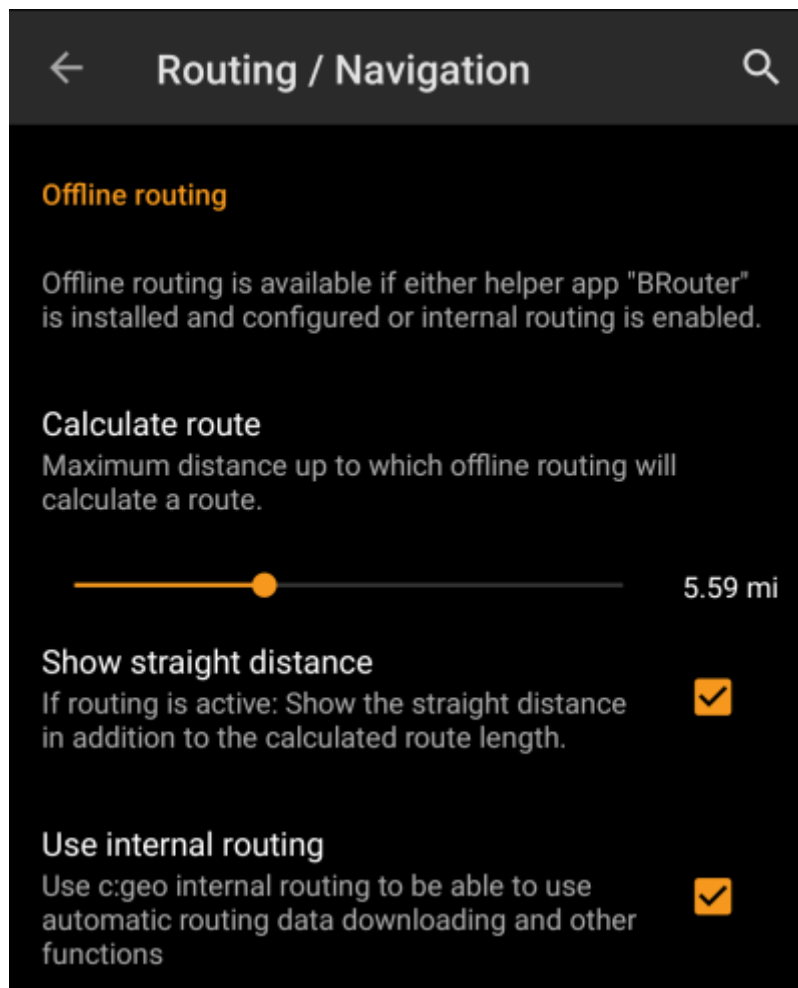 Routing / Navigation
Offline routing
Offline routing is available if either helper app "BRouter"
is installed and configured or internal routing is enabled.
Calculate route
Maximum distance up to which offline routing will
calculate a route.
5.59 mi
Show straight distance
If routing is active: Show the straight distance
in addition to the calculated route length.
Use internal routing
Use c:geo internal routing to be able to use
automatic routing data downloading and other
functions